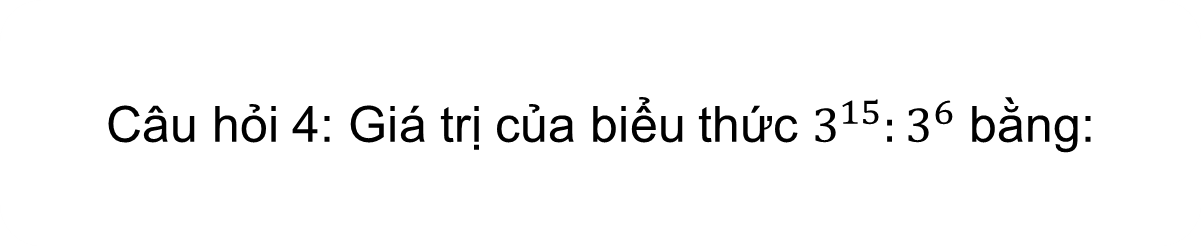 Câu hỏi 4: Giá trị của biểu thức 3¹⁵: 3⁶ bằng: